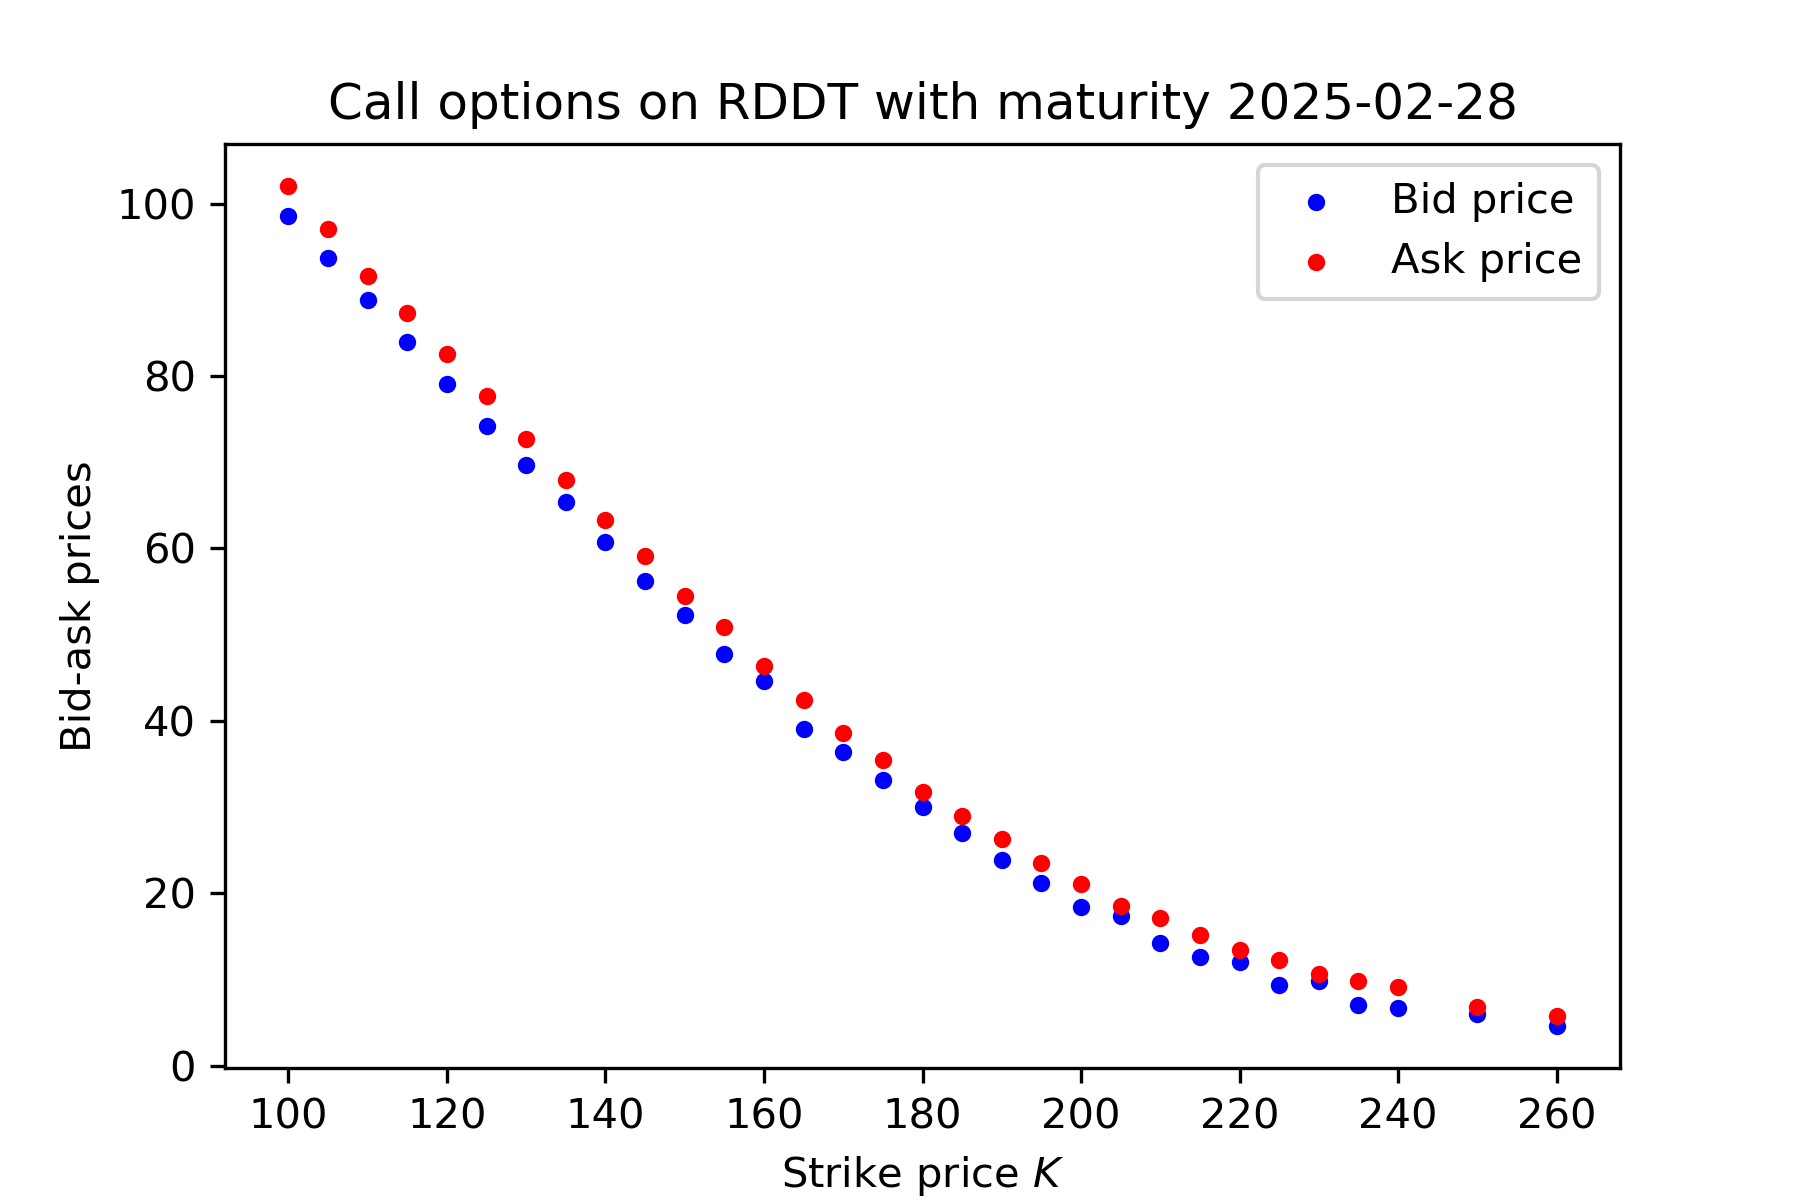 Call options on RDDT with maturity 2025-02-28
Bid price
Ask price
Bid-ask prices
100
80
60
40
20
0
100 120 140 160 180 200 220 240 260
Strike price K